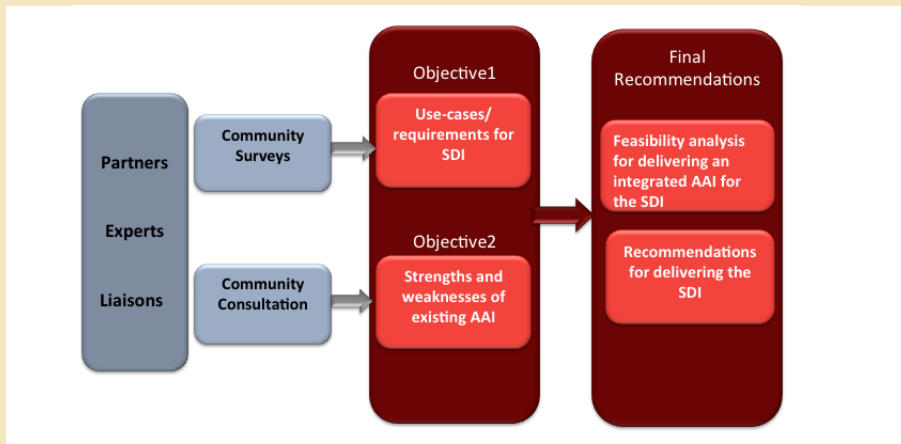 Partners
Experts
Liaisons
Community
Surveys
Community
Consultation
Objective1
Use-cases/
requirements for
SDI
Objective2
Strengths and
weaknesses of
existing AAI
Final
Recommendations
Feasibility analysis
for delivering an
integrated AAI for
the SDI
Recommendations
for delivering the
SDI